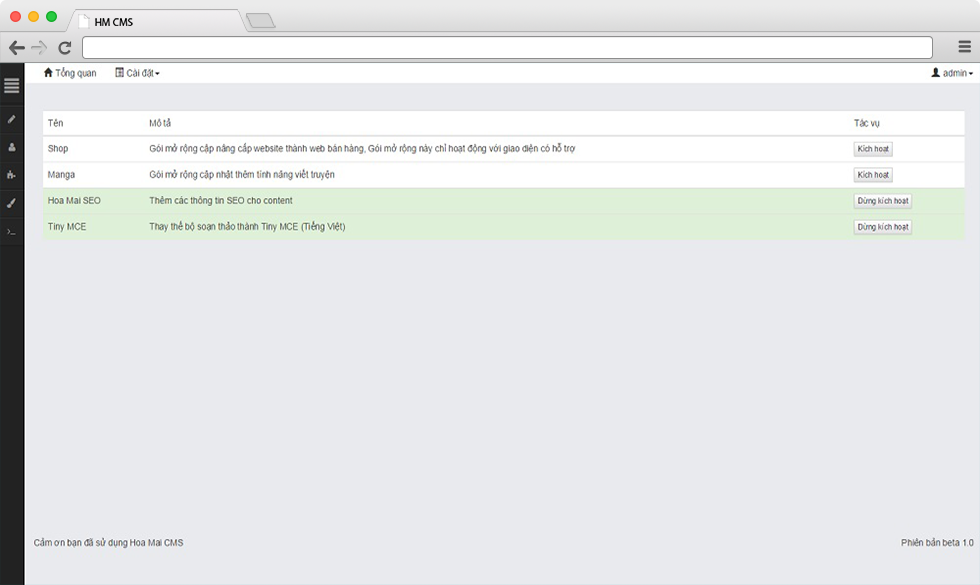 HM CMS
Tổng quan Cài đặt admin
Tên Mô tả Tác vụ
Shop Gói mở rộng cập nâng cấp website thành web bán hàng, Gói mở rộng này chỉ hoạt động với giao diện có hỗ trợ Kích hoạt
Manga Gói mở rộng cập nhật thêm tính năng viết truyện Kích hoạt
Hoa Mai SEO Thêm các thông tin SEO cho content Dừng kích hoạt
Tiny MCE Thay thế bộ soạn thảo thành Tiny MCE (Tiếng Việt) Dừng kích hoạt
Cảm ơn bạn đã sử dụng Hoa Mai CMS Phiên bản beta 1.0